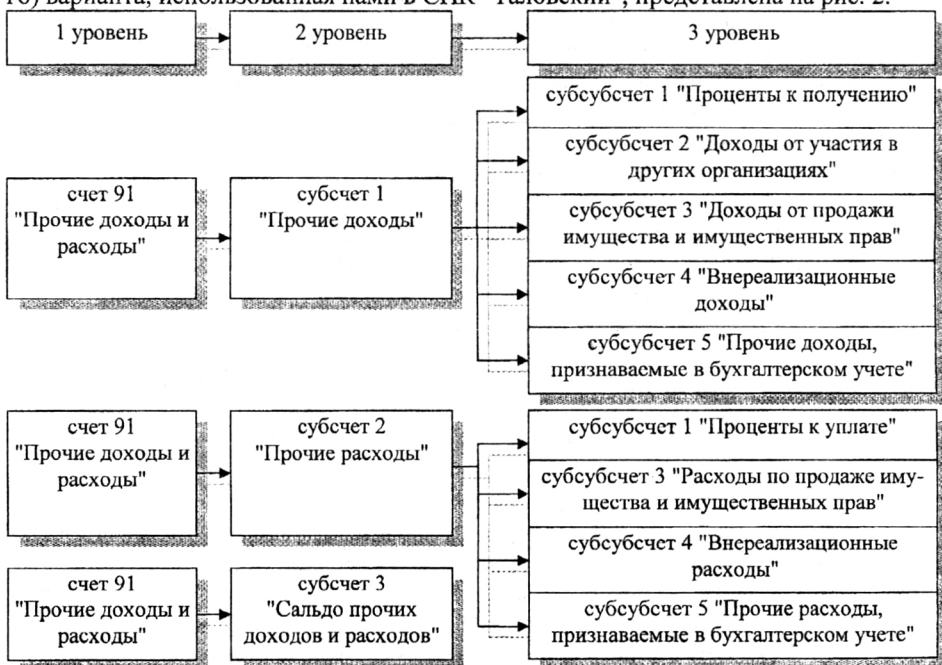 го) варианта, использованная нами в СПК "Таловский", представлена на рис. 2.
1 уровень
2 уровень
3 уровень
счет 91
"Прочие доходы и
расходы"
субсчет 1
"Прочие доходы"
субсубсчет 1 "Проценты к получению"
субсубсчет 2 "Доходы от участия в
других организациях"
субсубсчет 3 "Доходы от продажи
имущества и имущественных прав"
субсубсчет 4 "Внереализационные
доходы"
субсубсчет 5 "Прочие доходы,
признаваемые в бухгалтерском учете"
счет 91
"Прочие доходы и
расходы"
субсчет 2
"Прочие расходы"
субсубсчет 1 "Проценты к уплате"
субсубсчет 3 "Расходы по продаже иму-
щества и имущественных прав"
субсубсчет 4 "Внереализационные
расходы"
субсубсчет 5 "Прочие расходы,
признаваемые в бухгалтерском учете"
счет 91
"Прочие доходы и
расходы"
субсчет 3
"Сальдо прочих
доходов и расходов"